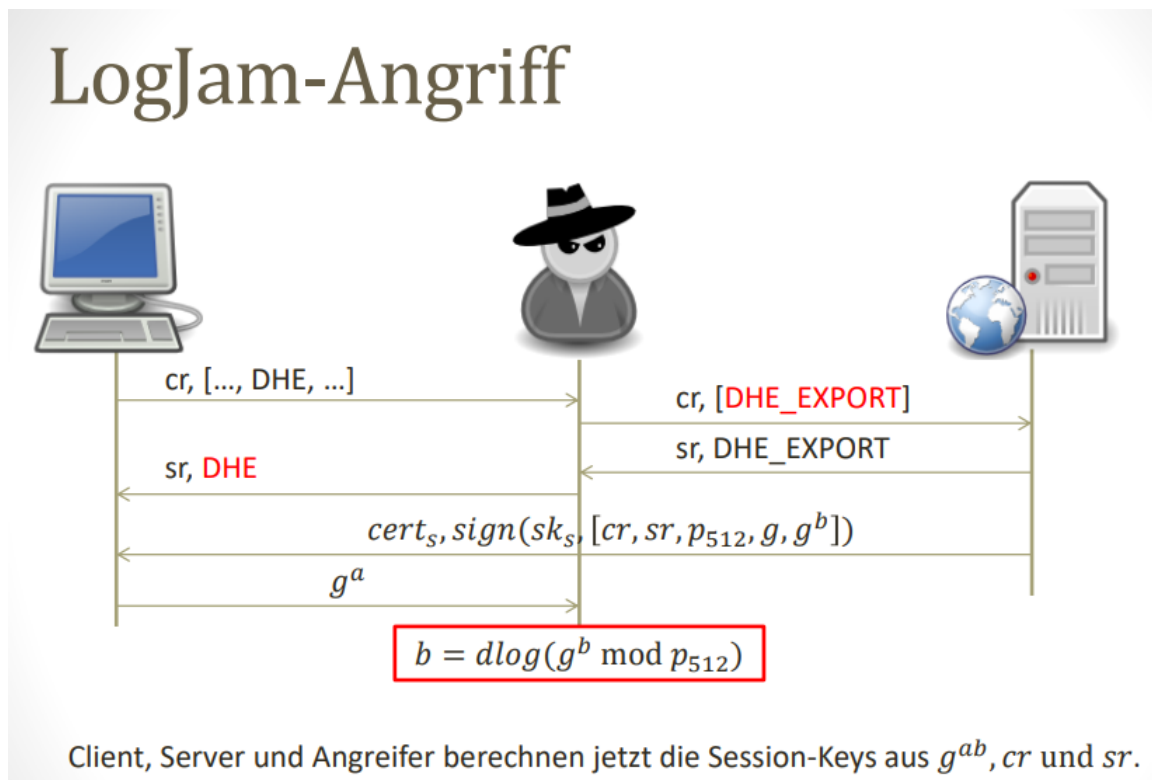 LogJam-Angriff
cr, [..., DHE, ...]
cr, [DHE_EXPORT]
sr, DHE_EXPORT
sr, DHE
cert_s, sign(sk_s, [cr, sr, p_512, g, g^b])
g^a
b = dlog(g^b mod p_512)
Client, Server und Angreifer berechnen jetzt die Session-Keys aus g^ab, cr und sr.